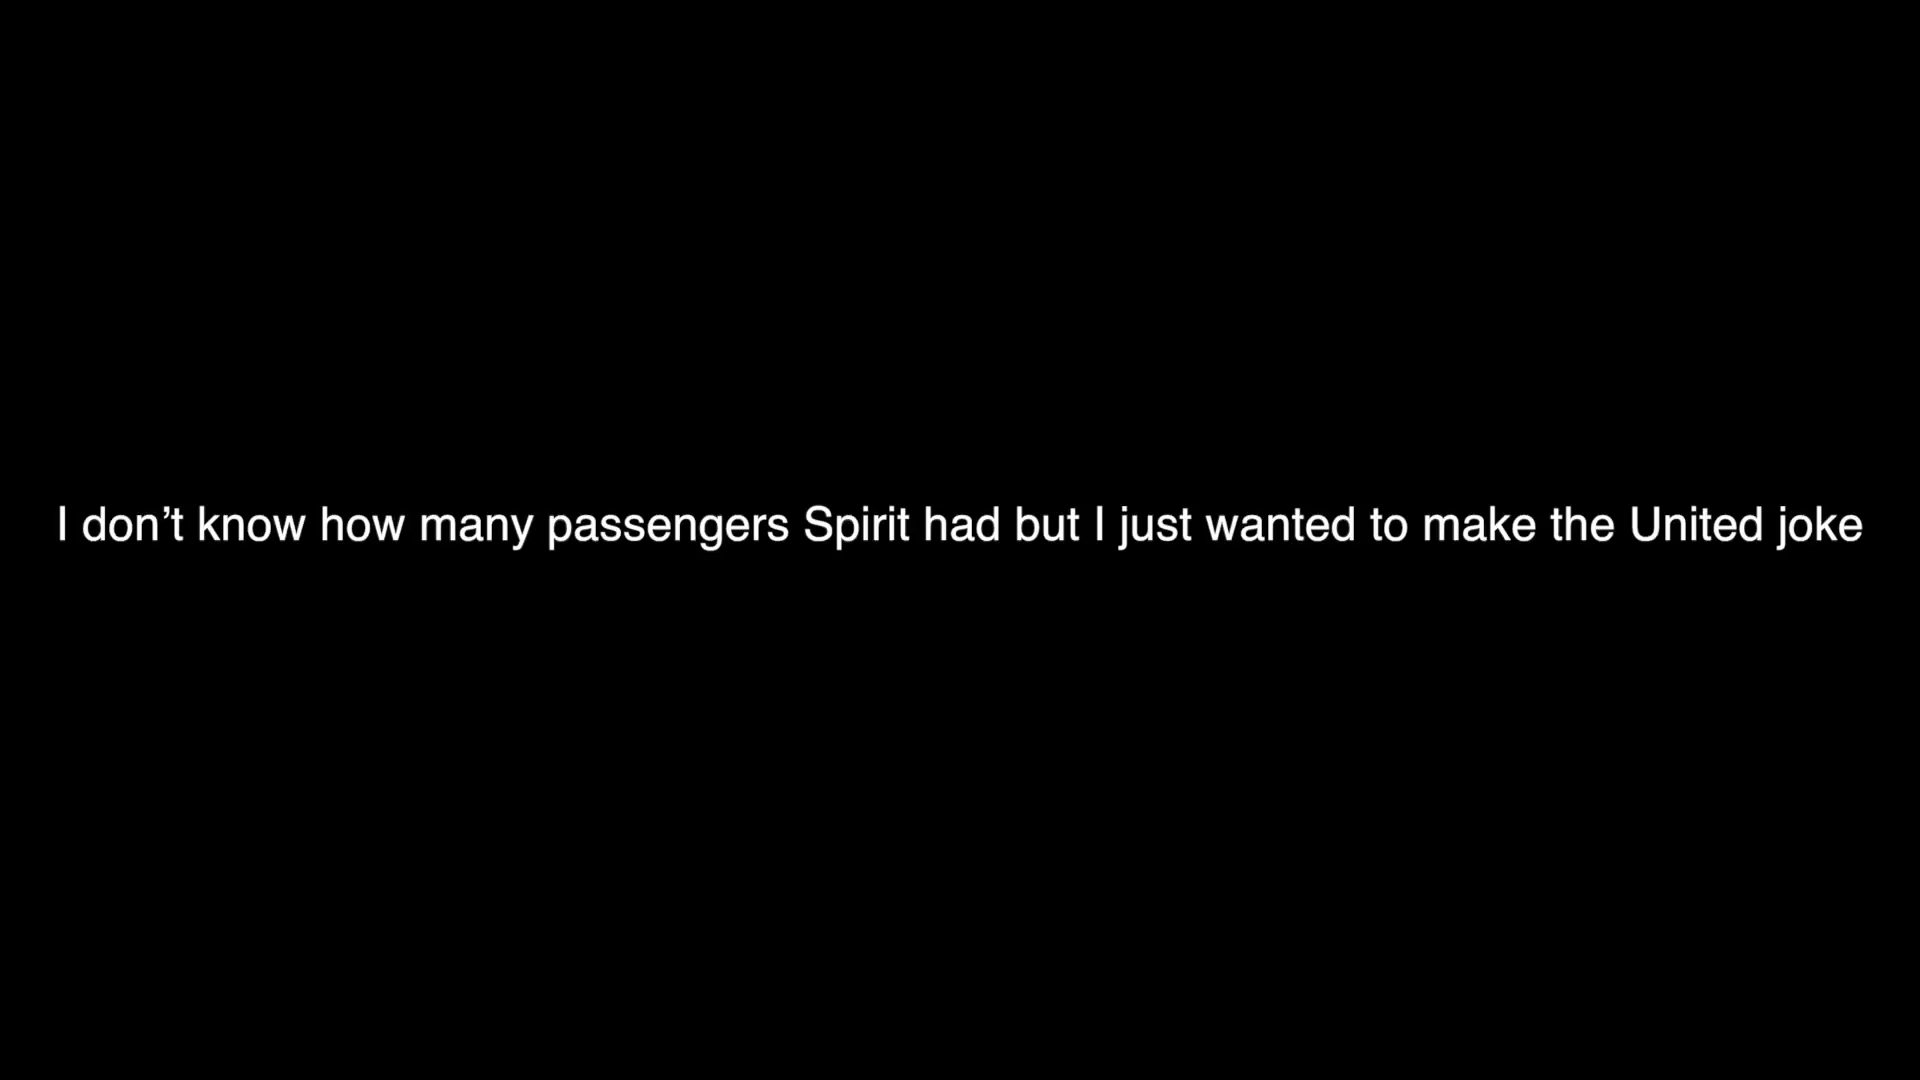 I don’t know how many passengers Spirit had but I just wanted to make the United joke